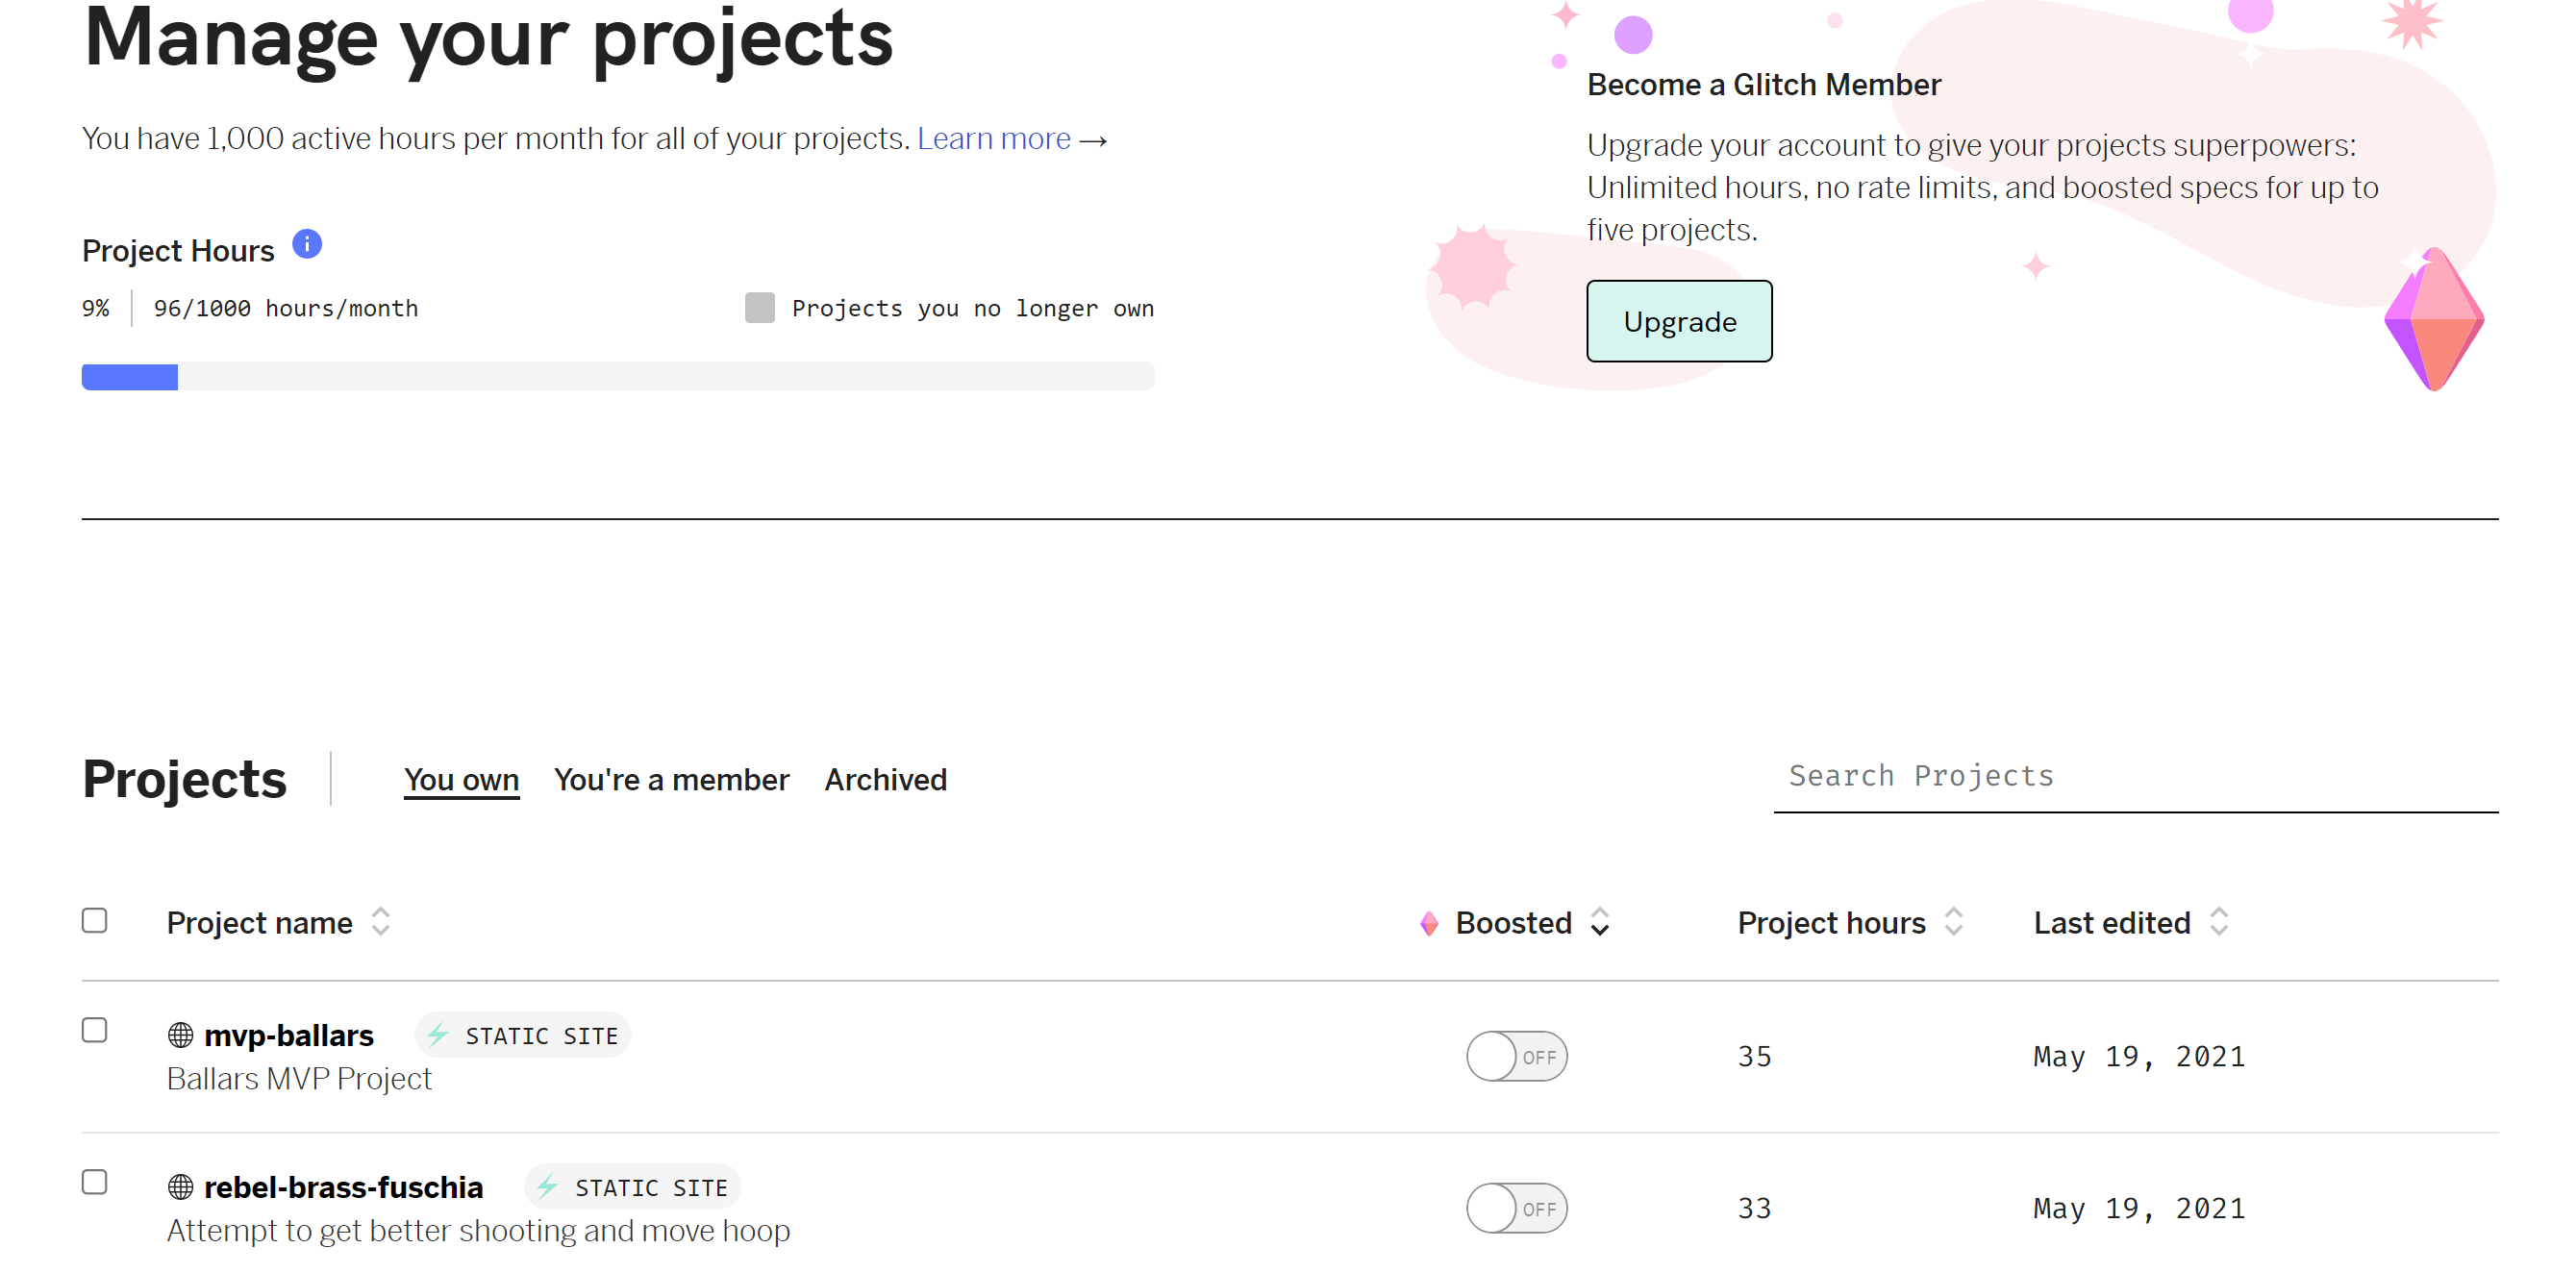 Manage your projects
You have 1,000 active hours per month for all of your projects. Learn more →
Project Hours
9% 96/1000 hours/month
Projects you no longer own
Become a Glitch Member
Upgrade your account to give your projects superpowers:
Unlimited hours, no rate limits, and boosted specs for up to
five projects.
Upgrade
Projects
You own You're a member Archived
Search Projects
Project name Boosted Project hours Last edited
mvp-ballars STATIC SITE
Ballars MVP Project
OFF 35 May 19, 2021
rebel-brass-fuschia STATIC SITE
Attempt to get better shooting and move hoop
OFF 33 May 19, 2021